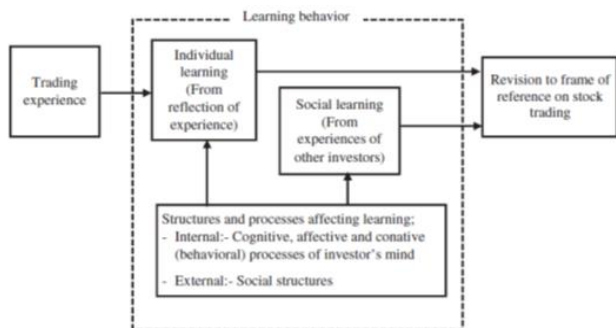 Learning behavior
Trading
experience
Individual
learning
(From
reflection of
experience)
Social learning
(From
experiences of
other investors)
Revision to frame of
reference on stock
trading
Structures and processes affecting learning;
- Internal:- Cognitive, affective and conative
(behavioral) processes of investor's mind
- External:- Social structures